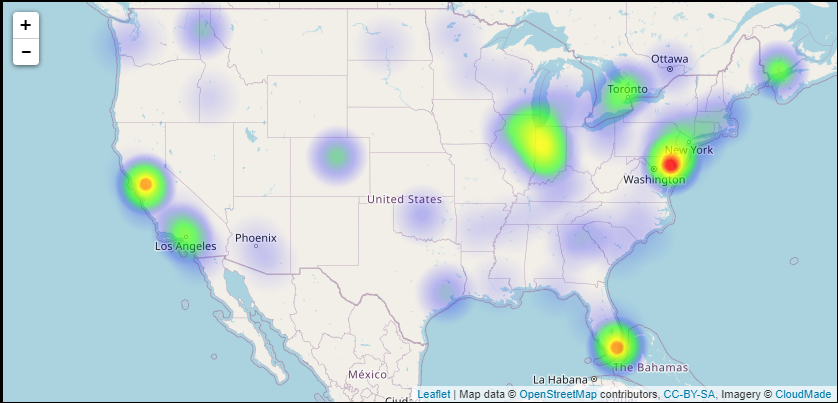 +
−
Ottawa
Toronto
New York
Washington
United States
Los Angeles
Phoenix
The Bahamas
México
La Habana
Leaflet | Map data © OpenStreetMap contributors, CC-BY-SA, Imagery © CloudMade